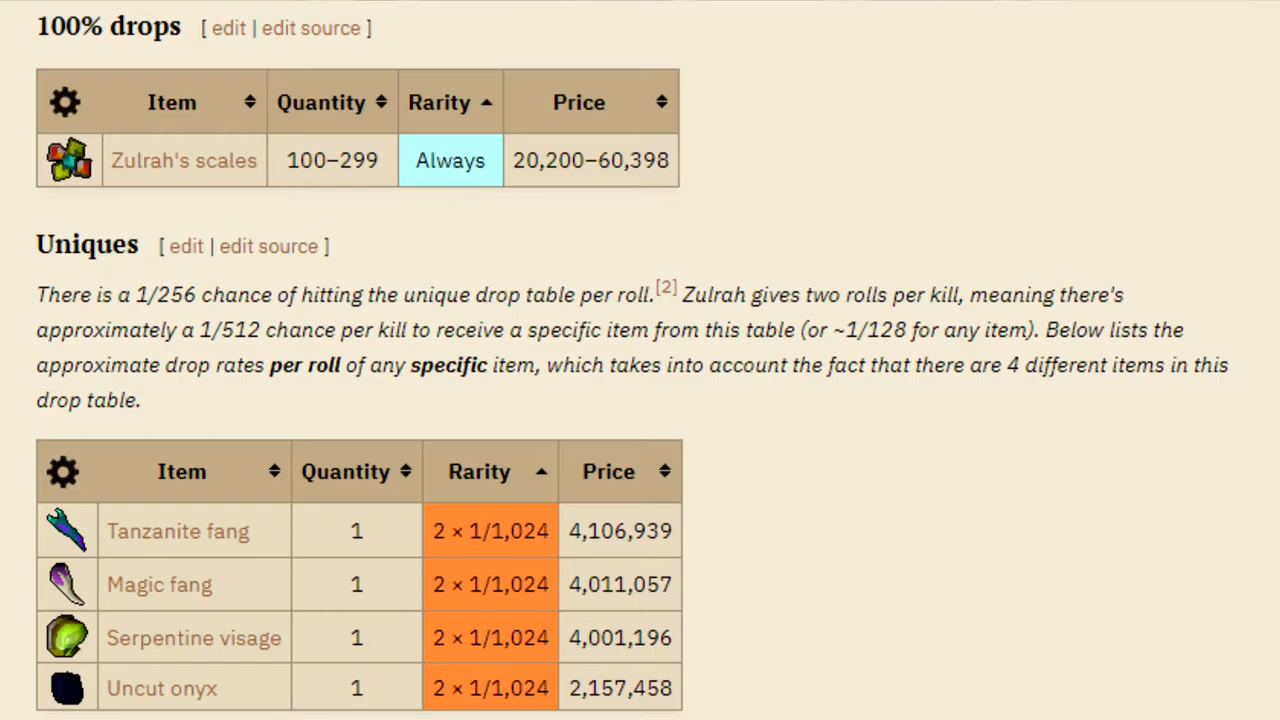 100% drops [ edit | edit source ]
Item Quantity Rarity Price
Zulrah's scales 100–299 Always 20,200–60,398
Uniques [ edit | edit source ]
There is a 1/256 chance of hitting the unique drop table per roll.[2] Zulrah gives two rolls per kill, meaning there's
approximately a 1/512 chance per kill to receive a specific item from this table (or ~1/128 for any item). Below lists the
approximate drop rates per roll of any specific item, which takes into account the fact that there are 4 different items in this
drop table.
Item Quantity Rarity Price
Tanzanite fang 1 2 × 1/1,024 4,106,939
Magic fang 1 2 × 1/1,024 4,011,057
Serpentine visage 1 2 × 1/1,024 4,001,196
Uncut onyx 1 2 × 1/1,024 2,157,458